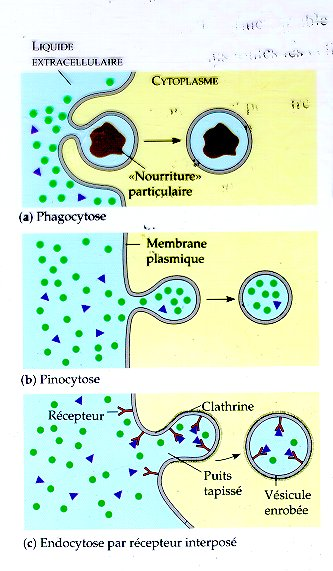 LIQUIDE
EXTRACELLULAIRE
CYTOPLASME
«Nourriture»
particulaire
(a) Phagocytose
Membrane
plasmique
(b) Pinocytose
Récepteur
Clathrine
Puits
tapissé
Vésicule
enrobée
(c) Endocytose par récepteur interposé